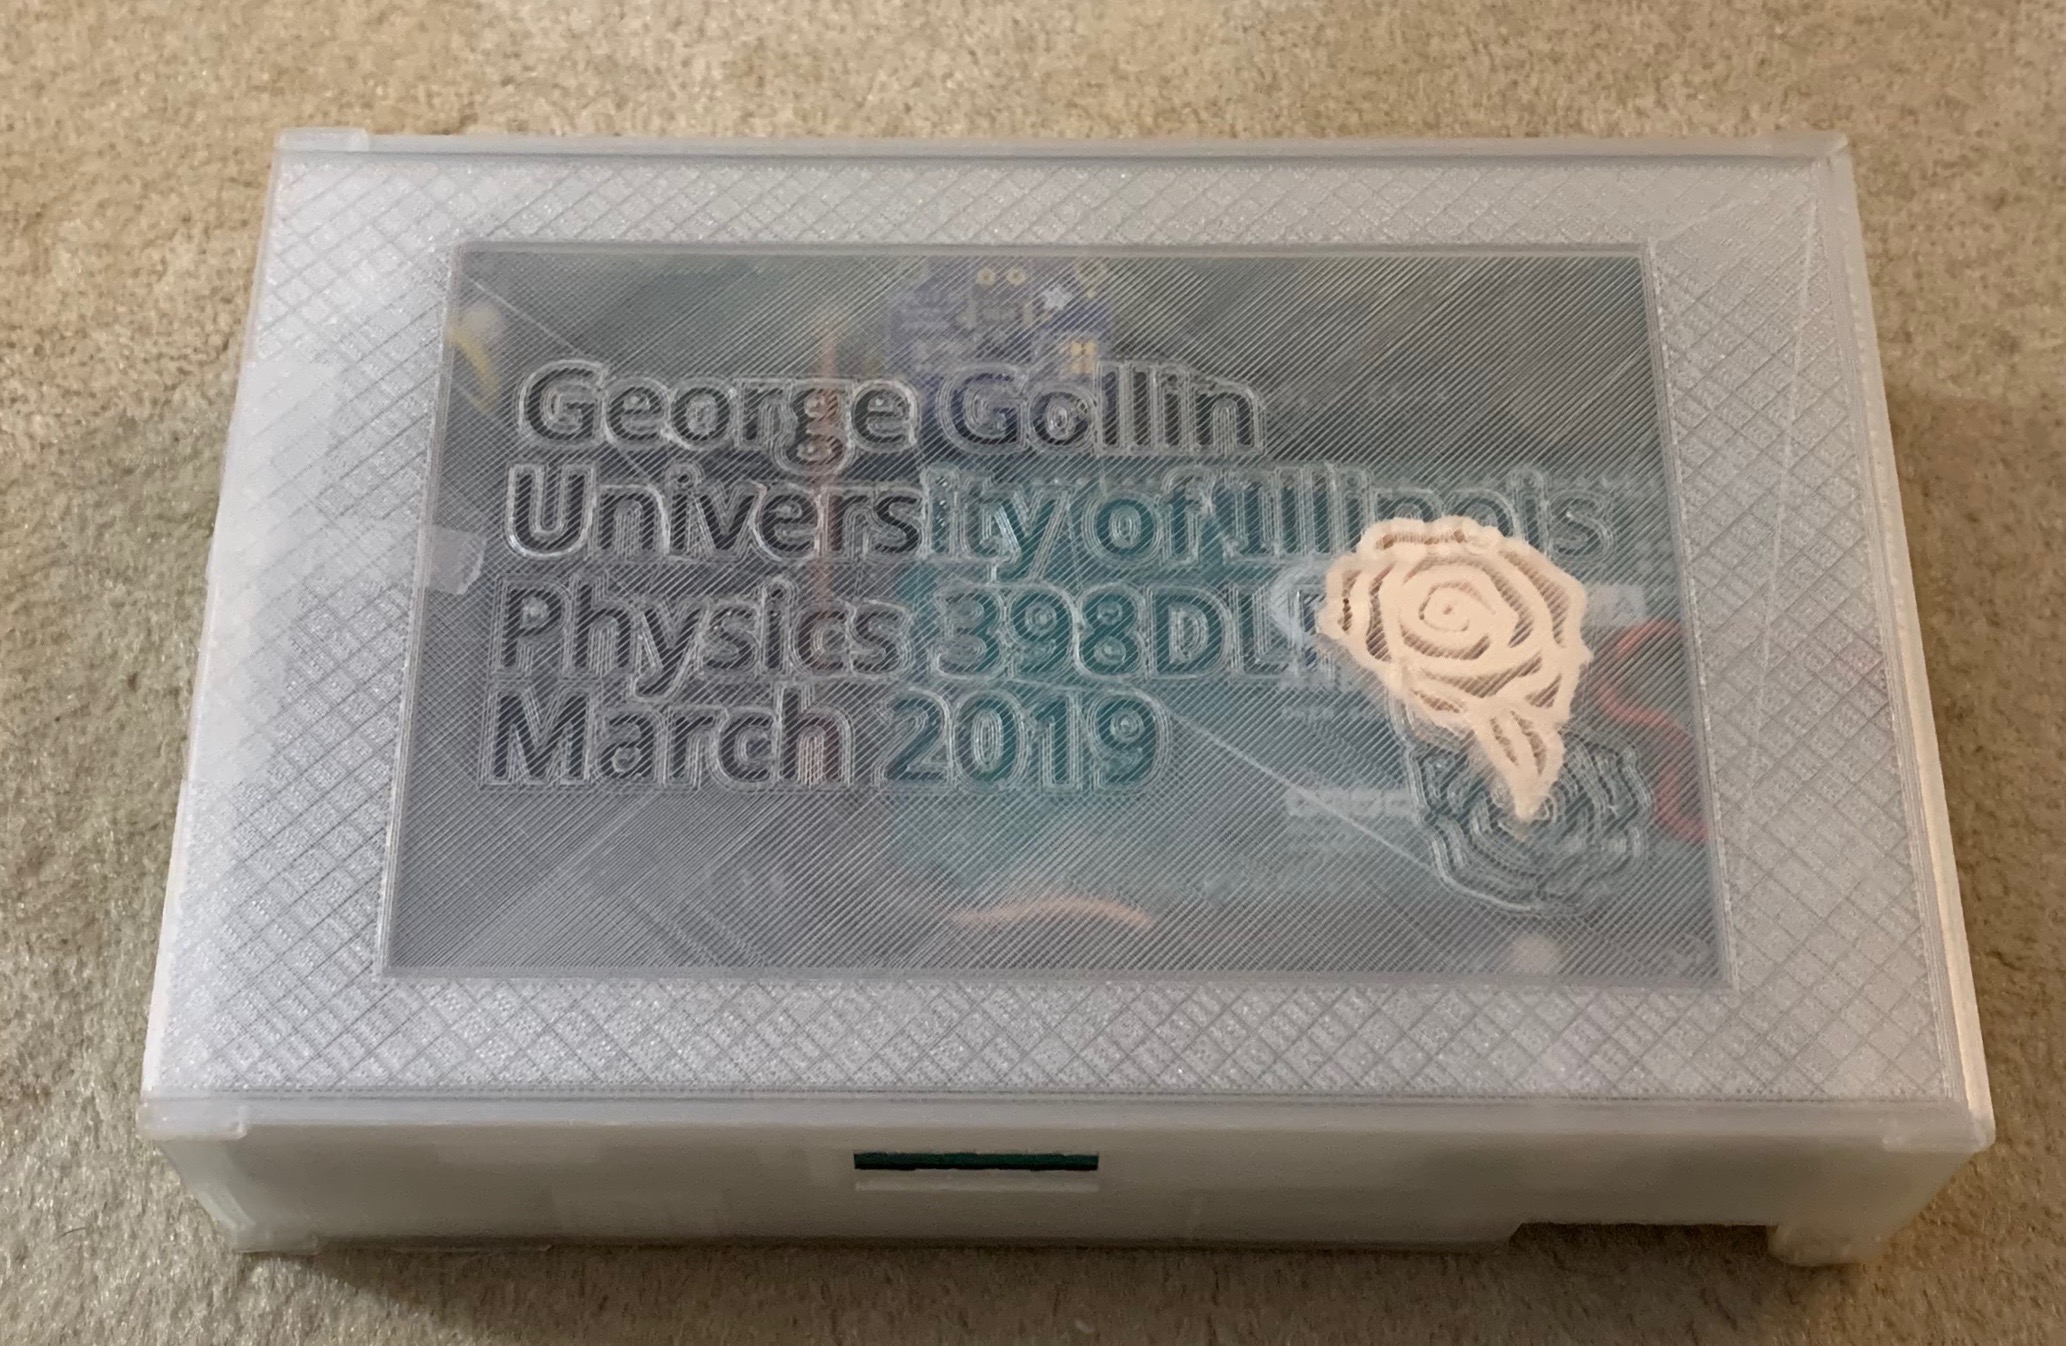 George Gollin
University of Illinois
Physics 398DLP
March 2019